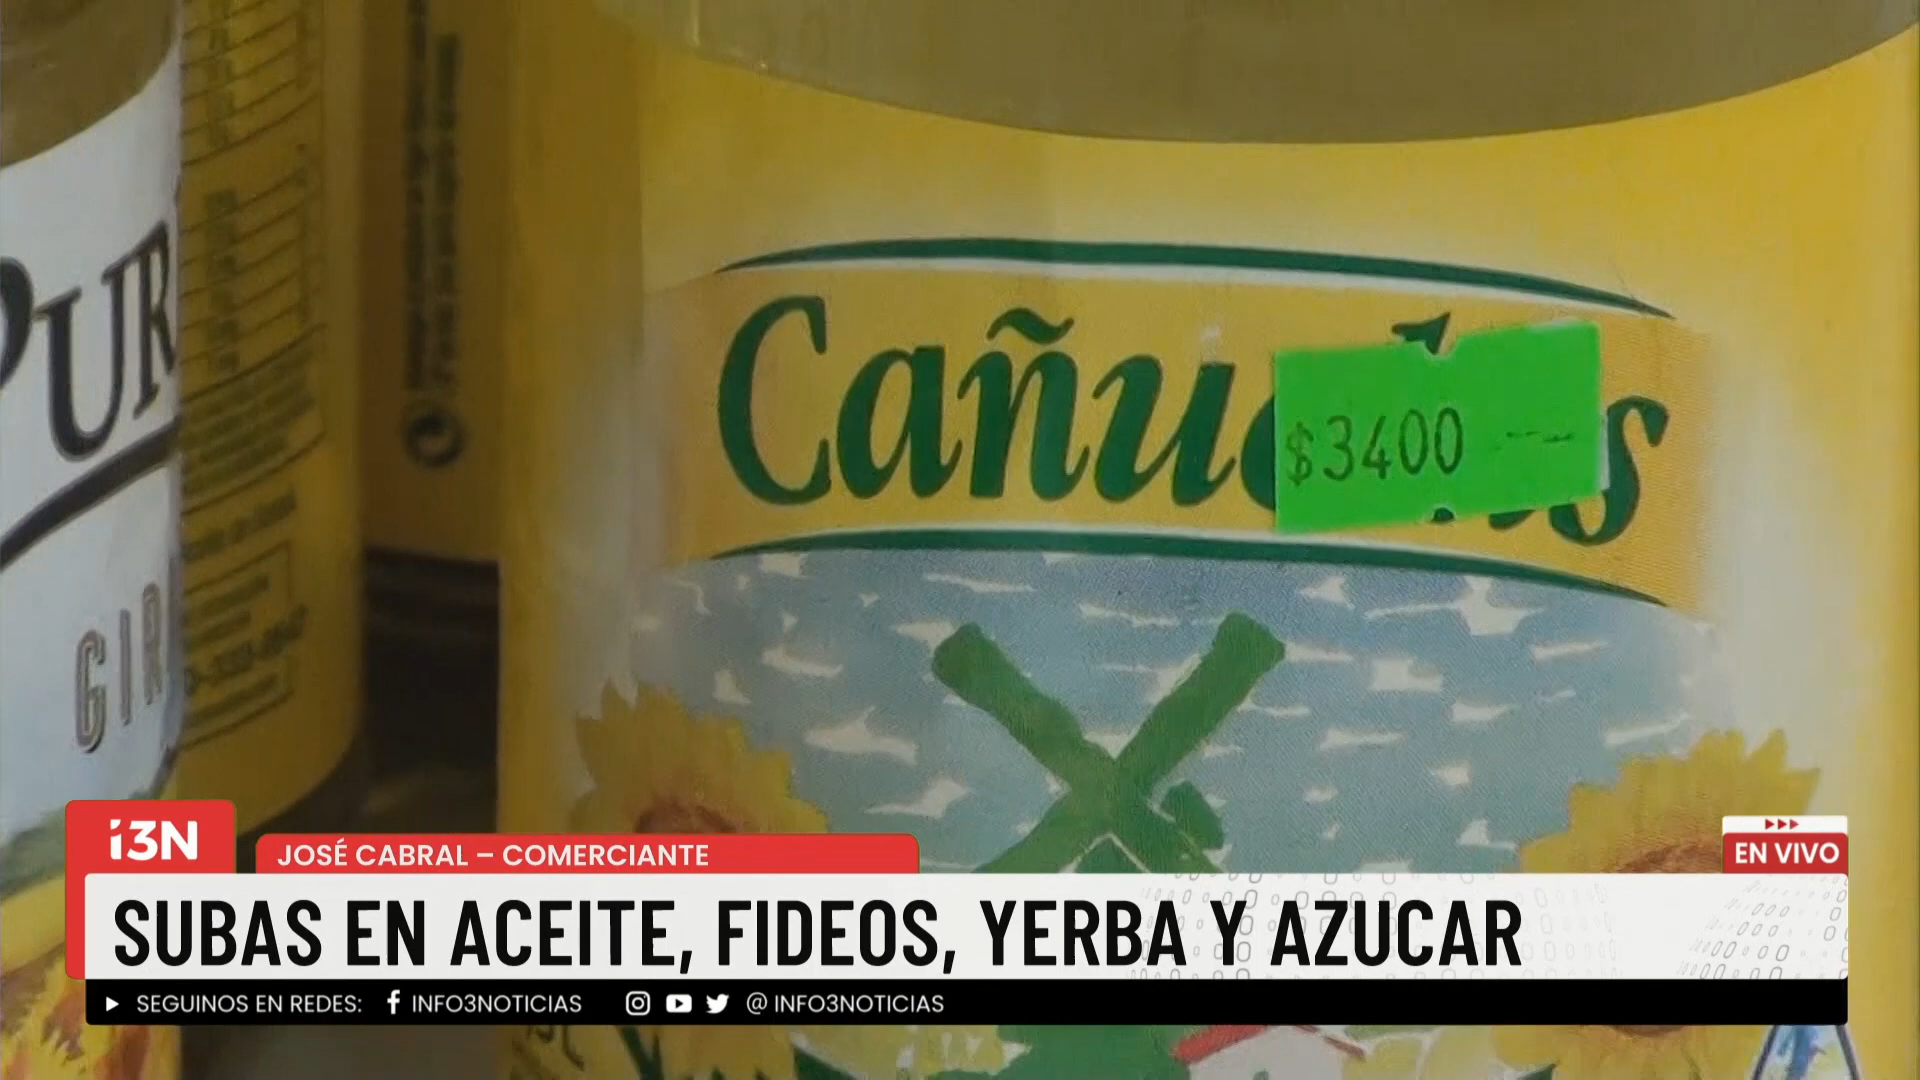 PUR
GIR
Cañu
s
$3400
i3N
JOSÉ CABRAL – COMERCIANTE
EN VIVO
SUBAS EN ACEITE, FIDEOS, YERBA Y AZUCAR
SEGUINOS EN REDES: INFO3NOTICIAS @INFO3NOTICIAS